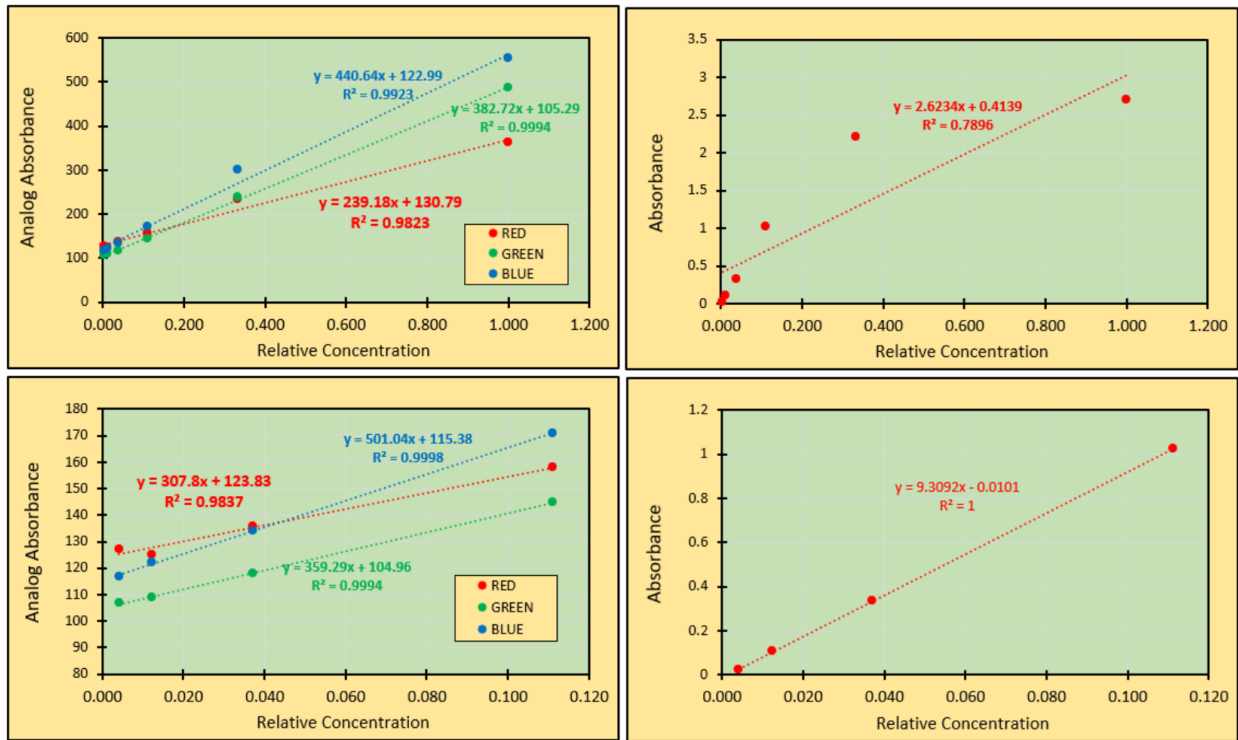 Analog Absorbance
600
500
400
300
200
100
0
y = 440.64x + 122.99
R² = 0.9923
y = 382.72x + 105.29
R² = 0.9994
y = 239.18x + 130.79
R² = 0.9823
RED
GREEN
BLUE
0.000 0.200 0.400 0.600 0.800 1.000 1.200
Relative Concentration
Absorbance
3.5
3
2.5
2
1.5
1
0.5
0
y = 2.6234x + 0.4139
R² = 0.7896
0.000 0.200 0.400 0.600 0.800 1.000 1.200
Relative Concentration
Analog Absorbance
180
170
160
150
140
130
120
110
100
90
80
y = 501.04x + 115.38
R² = 0.9998
y = 307.8x + 123.83
R² = 0.9837
y = 359.29x + 104.96
R² = 0.9994
RED
GREEN
BLUE
0.000 0.020 0.040 0.060 0.080 0.100 0.120
Relative Concentration
Absorbance
1.2
1
0.8
0.6
0.4
0.2
0
y = 9.3092x - 0.0101
R² = 1
0.000 0.020 0.040 0.060 0.080 0.100 0.120
Relative Concentration